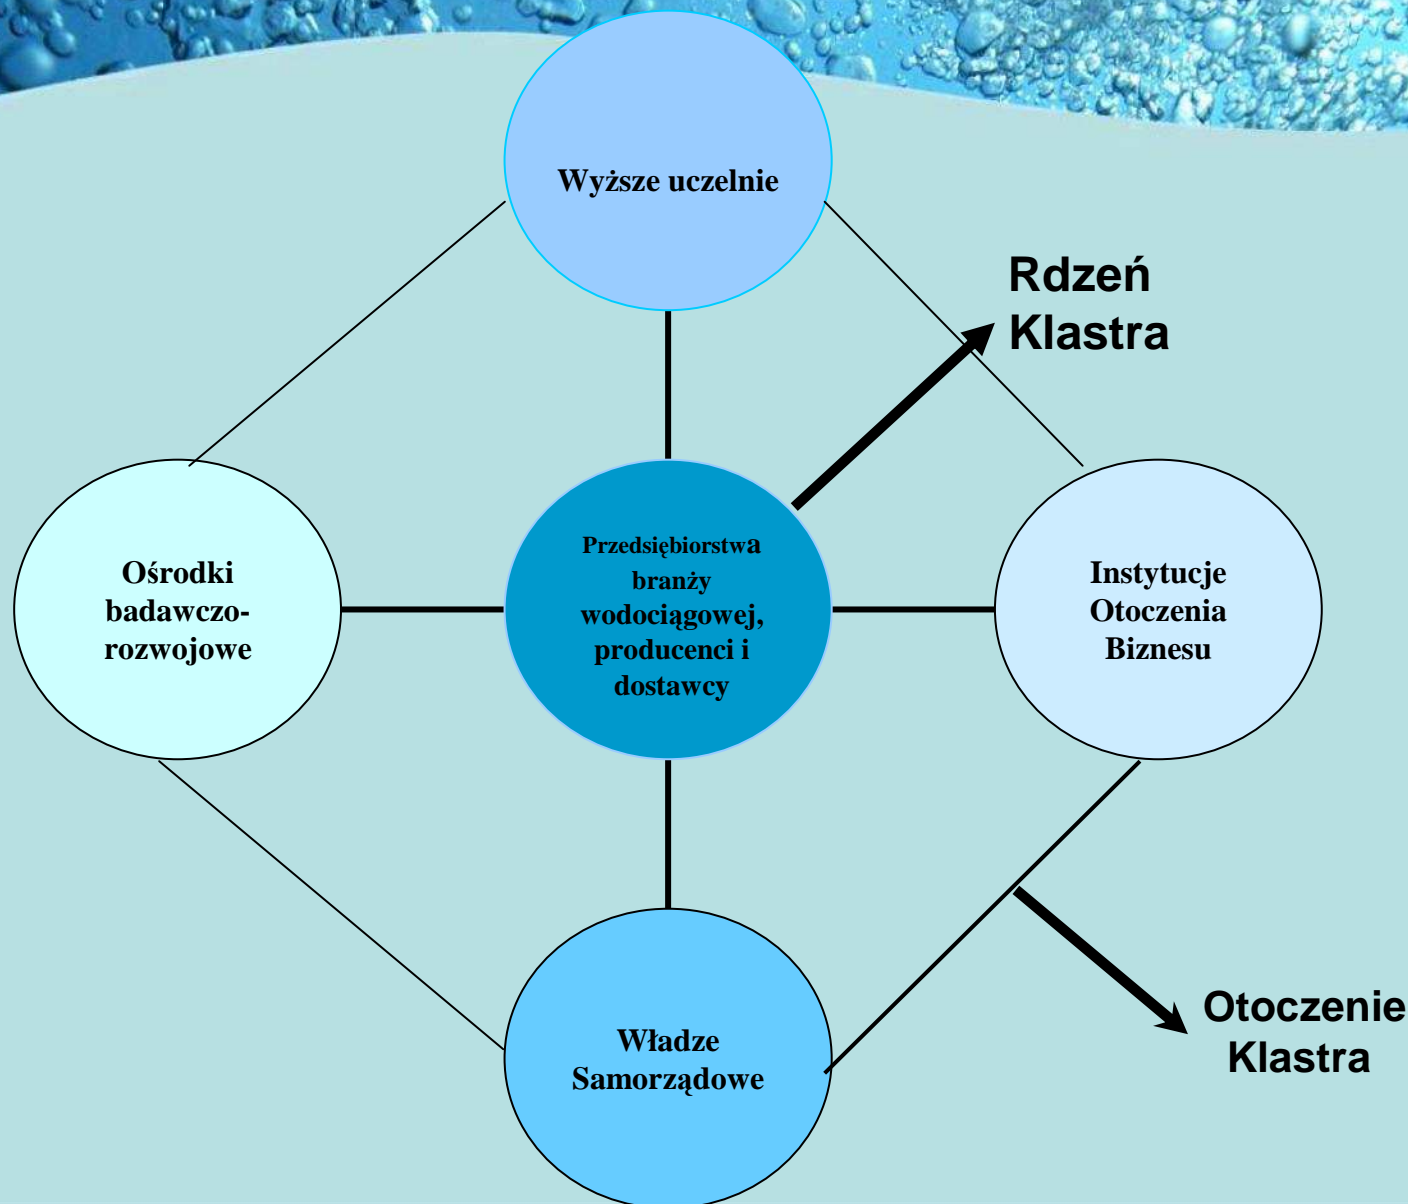 Wyższe uczelnie
Rdzeń
Klastra
Ośrodki
badawczo-
rozwojowe
Przedsiębiorstwa
branży
wodociągowej,
producenci i
dostawcy
Instytucje
Otoczenia
Biznesu
Władze
Samorządowe
Otoczenie
Klastra